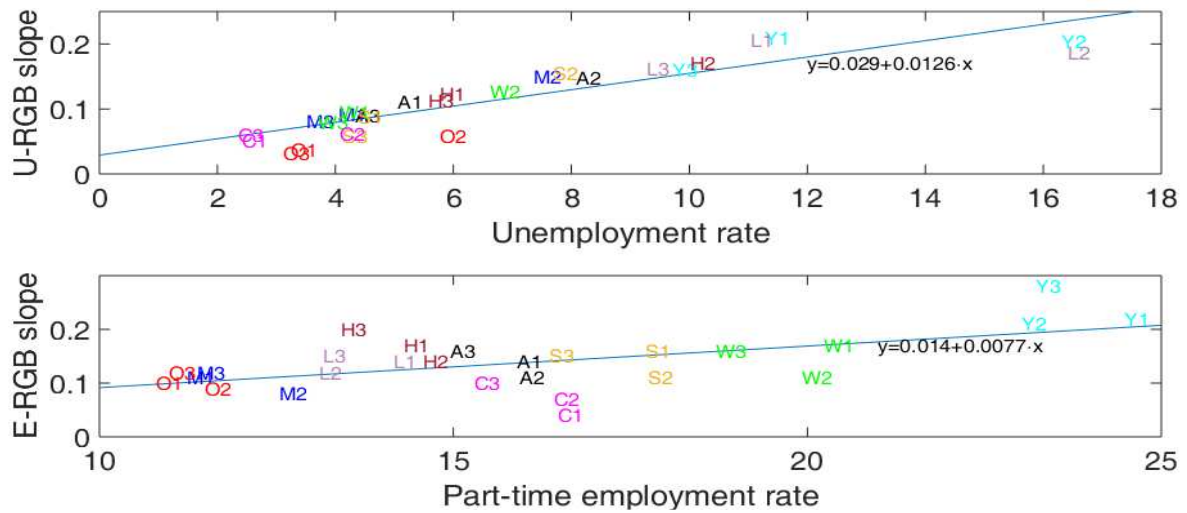 U-RGB slope
0.2
0.1
0
L1 Y1 Y2 L2
L3 Y3 H2
M2 S2 A2
y=0.029+0.0126·x
W2
A1 H3 H1
M3
C1 C2 O2
O3 O1
0 2 4 6 8 10 12 14 16 18
Unemployment rate
E-RGB slope
0.2
0.1
0
Y3
Y2 Y1
H3
L3 H1 A3 S3 S1 W3 W1
y=0.014+0.0077·x
L2 L1 H2 A1
O1 O3 M1 M3 O2 M2 C3 A2 S2 W2
C2
C1
10 15 20 25
Part-time employment rate